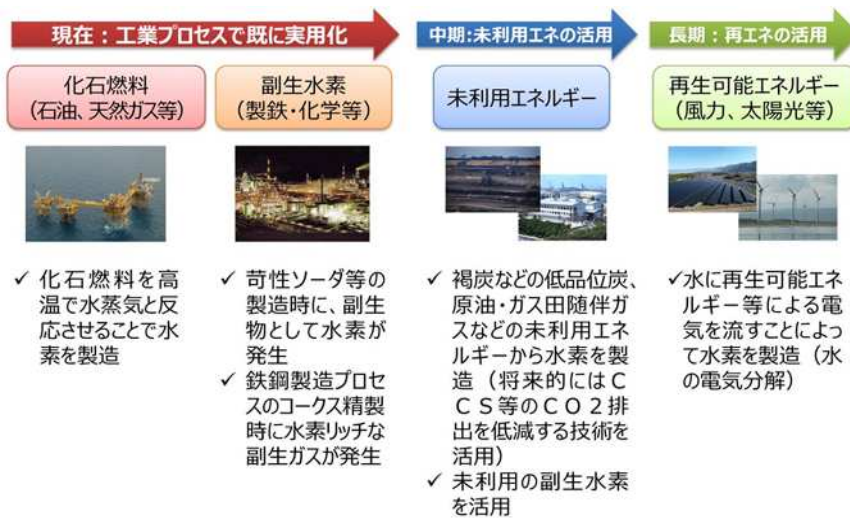 現在：工業プロセスで既に実用化
中期:未利用エネの活用
長期：再エネの活用
化石燃料
（石油、天然ガス等）
副生水素
（製鉄・化学等）
未利用エネルギー
再生可能エネルギー
（風力、太陽光等）
✓ 化石燃料を高
温で水蒸気と反
応させることで水
素を製造
✓ 苛性ソーダ等の
製造時に、副生
物として水素が
発生
✓ 鉄鋼製造プロセ
スのコークス精製
時に水素リッチな
副生ガスが発生
✓ 褐炭などの低品位炭、
原油・ガス田随伴ガ
スなどの未利用エネ
ルギーから水素を製
造（将来的にはＣ
ＣＳ等のＣＯ２排
出を低減する技術を
活用）
✓ 未利用の副生水素
を活用
✓水に再生可能エネ
ルギー等による電
気を流すことによっ
て水素を製造（水
の電気分解）